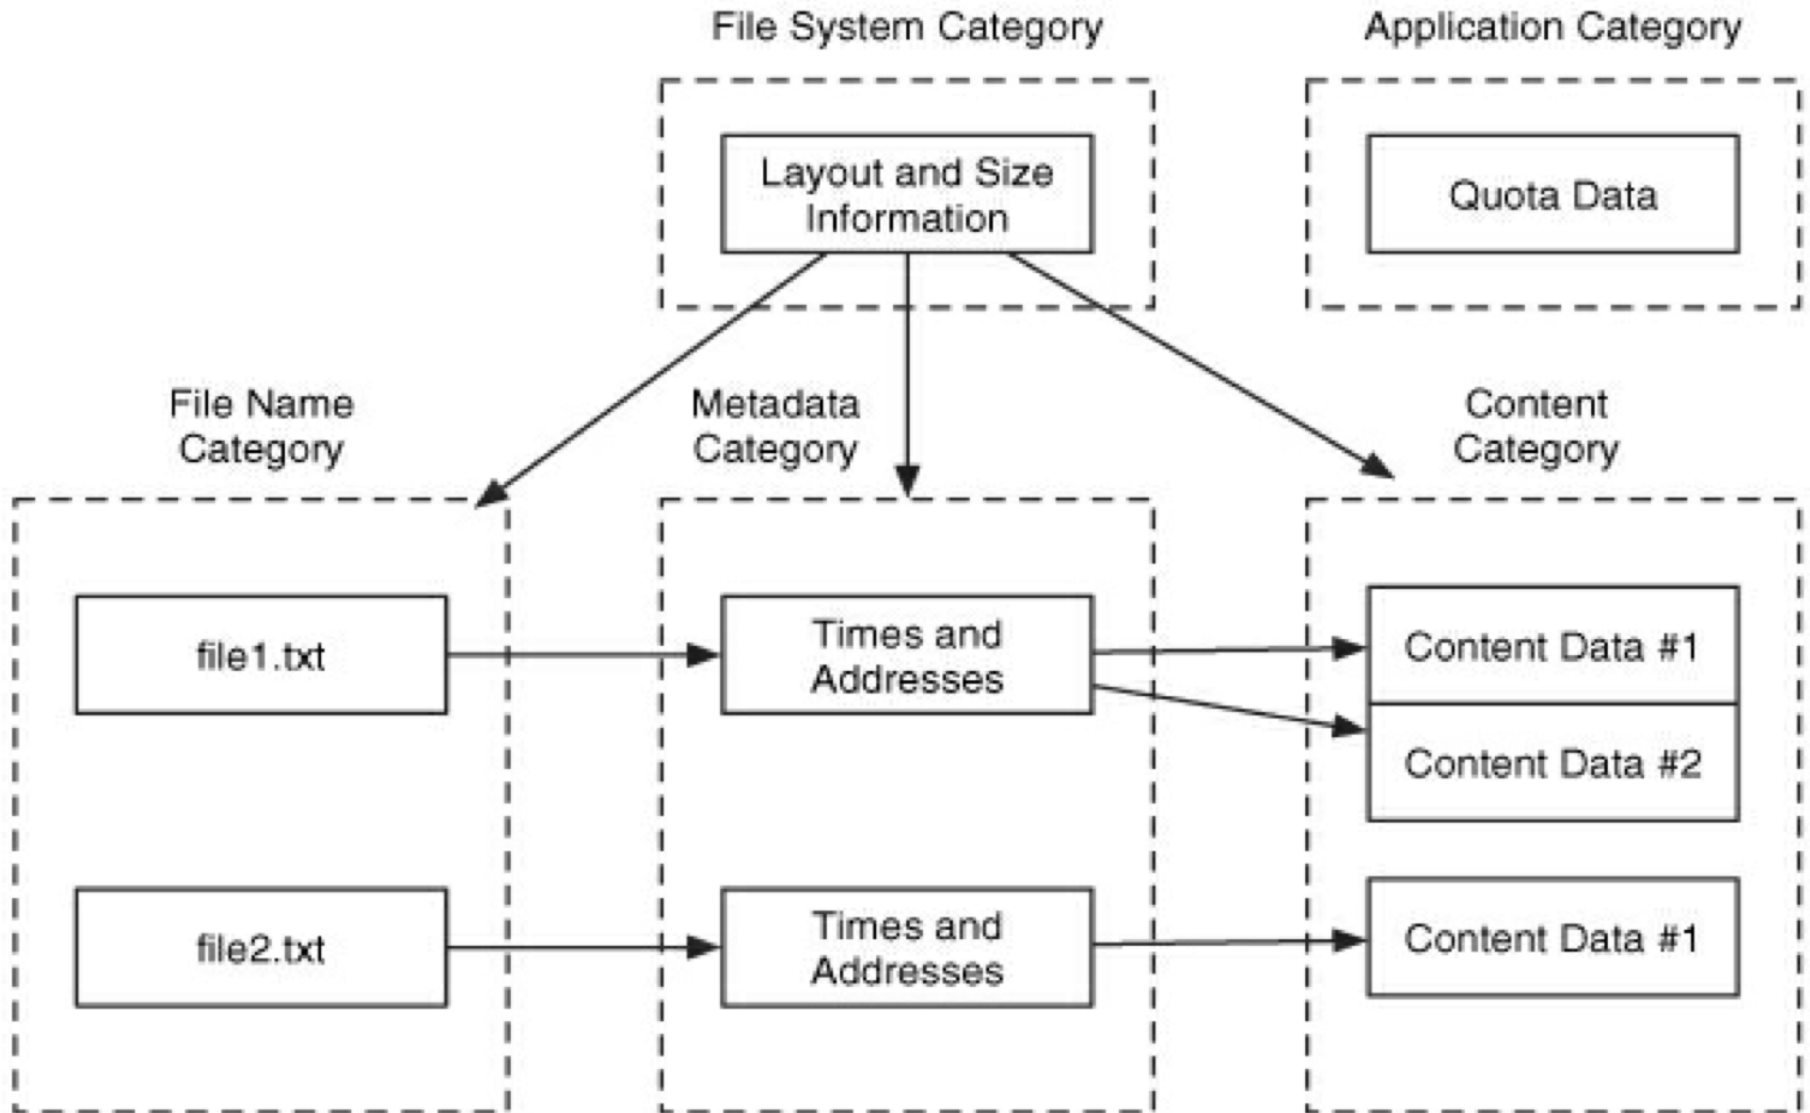 File System Category
Application Category
Layout and Size
Information
Quota Data
File Name
Category
Metadata
Category
Content
Category
file1.txt
Times and
Addresses
Content Data #1
Content Data #2
file2.txt
Times and
Addresses
Content Data #1